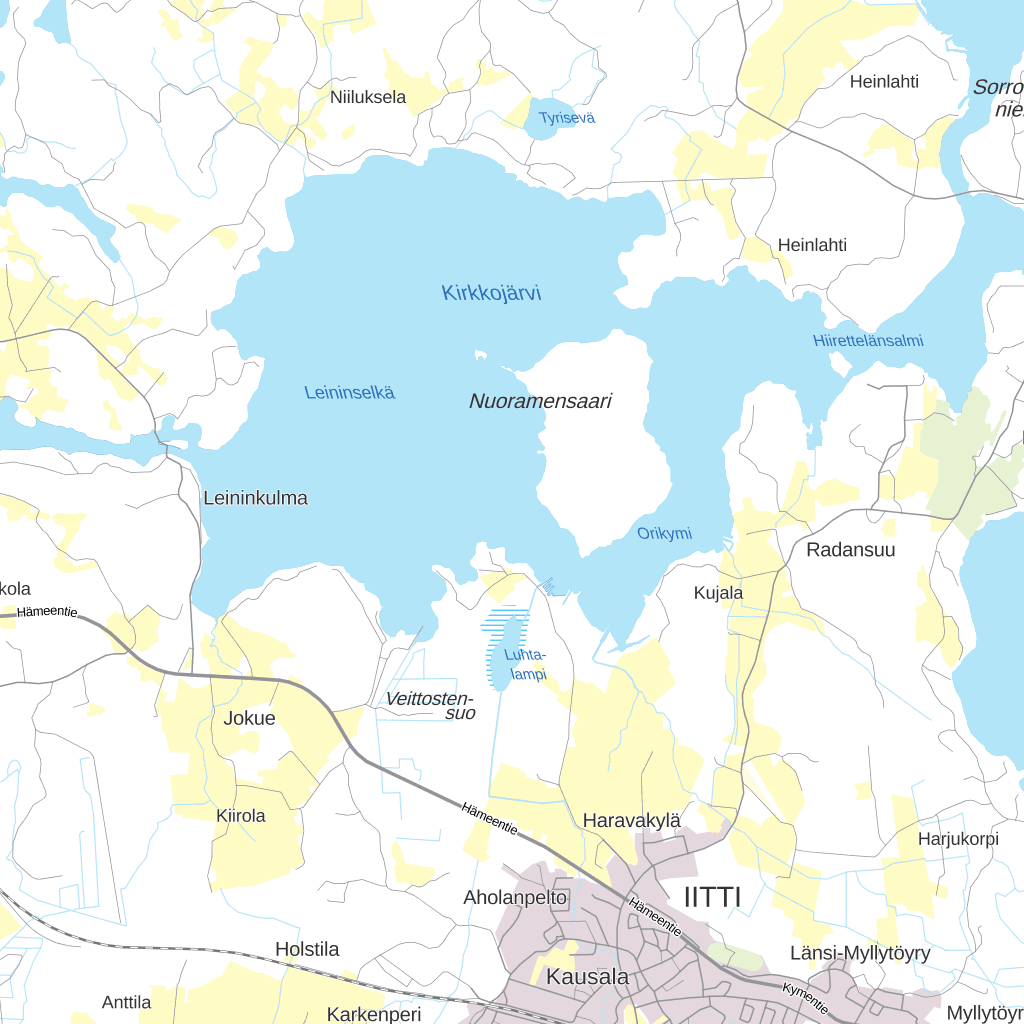 Heinlahti
Sorro
nie
Niiluksela
Tyrisevä
Heinlahti
Kirkkojärvi
Hiirettelänsalmi
Leininselkä
Nuoramensaari
Leininkulma
Orikymi
Radansuu
kola
Kujala
Hämeentie
Luhta-
lampi
Veittosten-
suo
Jokue
Kiirola
Hämeentie
Haravakylä
Harjukorpi
Aholanpelto
IITTI
Hämeentie
Holstila
Länsi-Myllytöyry
Kausala
Anttila
Kymentie
Karkenperi
Myllytöyr